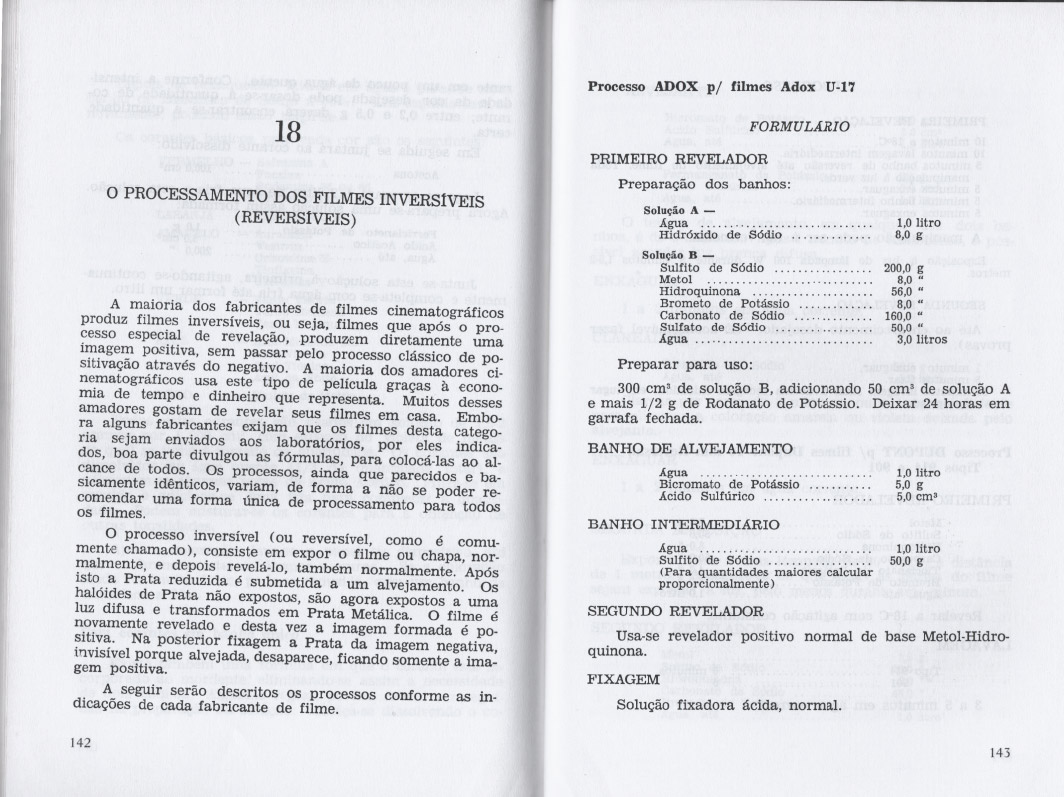 18
O PROCESSAMENTO DOS FILMES INVERSÍVEIS
(REVERSÍVEIS)
A maioria dos fabricantes de filmes cinematográficos
produz filmes inversíveis, ou seja, filmes que após o pro-
cesso especial de revelação, produzem diretamente uma
imagem positiva, sem passar pelo processo clássico de po-
sitivação através do negativo. A maioria dos amadores ci-
nematográficos usa este tipo de película graças à econo-
mia de tempo e dinheiro que representa. Muitos desses
amadores gostam de revelar seus filmes em casa. Embo-
ra alguns fabricantes exijam que os filmes desta catego-
ria sejam enviados aos laboratórios, por eles indica-
dos, boa parte divulgou as fórmulas, para colocá-las ao al-
cance de todos. Os processos, ainda que parecidos e ba-
sicamente idênticos, variam, de forma a não se poder re-
comendar uma forma única de processamento para todos
os filmes.
O processo inversível (ou reversível, como é comu-
mente chamado), consiste em expor o filme ou chapa, nor-
malmente, e depois revelá-lo, também normalmente. Após
isto a Prata reduzida é submetida a um alvejamento. Os
halóides de Prata não expostos, são agora expostos a uma
luz difusa e transformados em Prata Metálica. O filme é
novamente revelado e desta vez a imagem formada é po-
sitiva. Na posterior fixagem a Prata da imagem negativa,
invisível porque alvejada, desaparece, ficando somente a ima-
gem positiva.
A seguir serão descritos os processos conforme as in-
dicações de cada fabricante de filme.
142
Processo ADOX p/ filmes Adox U-17
FORMULÁRIO
PRIMEIRO REVELADOR
Preparação dos banhos:
Solução A —
Água ............................ 1,0 litro
Hidróxido de Sódio ............. 8,0 g
Solução B —
Sulfito de Sódio ................ 200,0 g
Metol ........................... 8,0 "
Hidroquinona .................... 56,0 "
Brometo de Potássio ............ 8,0 "
Carbonato de Sódio ............. 160,0 "
Sulfato de Sódio ................ 50,0 "
Água ............................. 3,0 litros
Preparar para uso:
300 cm³ de solução B, adicionando 50 cm³ de solução A
e mais 1/2 g de Rodanato de Potássio. Deixar 24 horas em
garrafa fechada.
BANHO DE ALVEJAMENTO
Água ............................ 1,0 litro
Bicromato de Potássio .......... 5,0 g
Ácido Sulfúrico .................. 5,0 cm³
BANHO INTERMEDIÁRIO
Água ............................ 1,0 litro
Sulfito de Sódio ................. 50,0 g
(Para quantidades maiores calcular
proporcionalmente)
SEGUNDO REVELADOR
Usa-se revelador positivo normal de base Metol-Hidro-
quinona.
FIXAGEM
Solução fixadora ácida, normal.
143